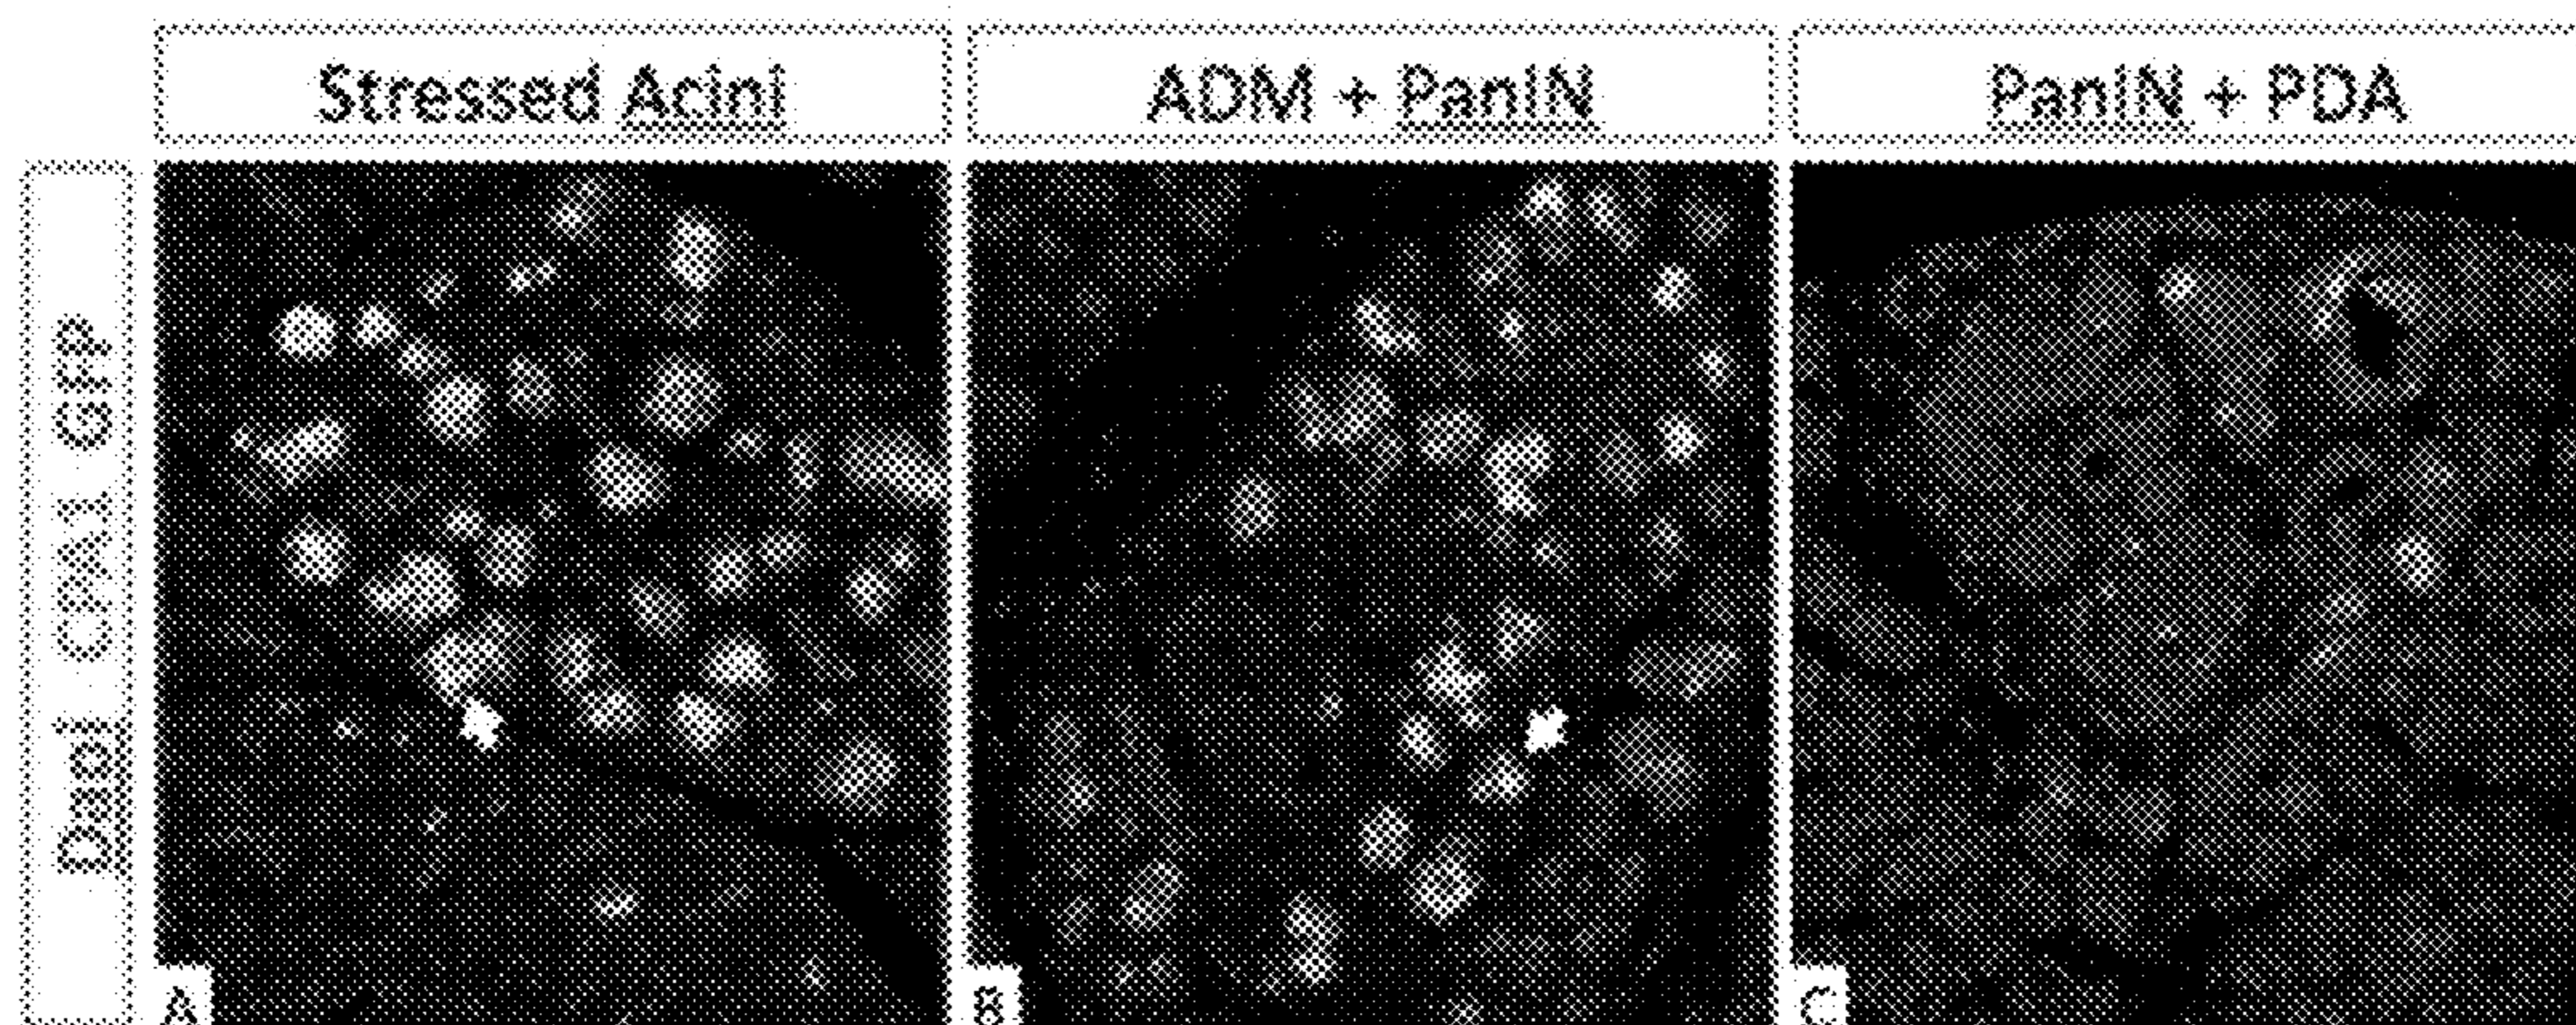 Stressed Acini
ADM + PanIN
PanIN + PDA
Dapi CPA1 GFP
A
B
C